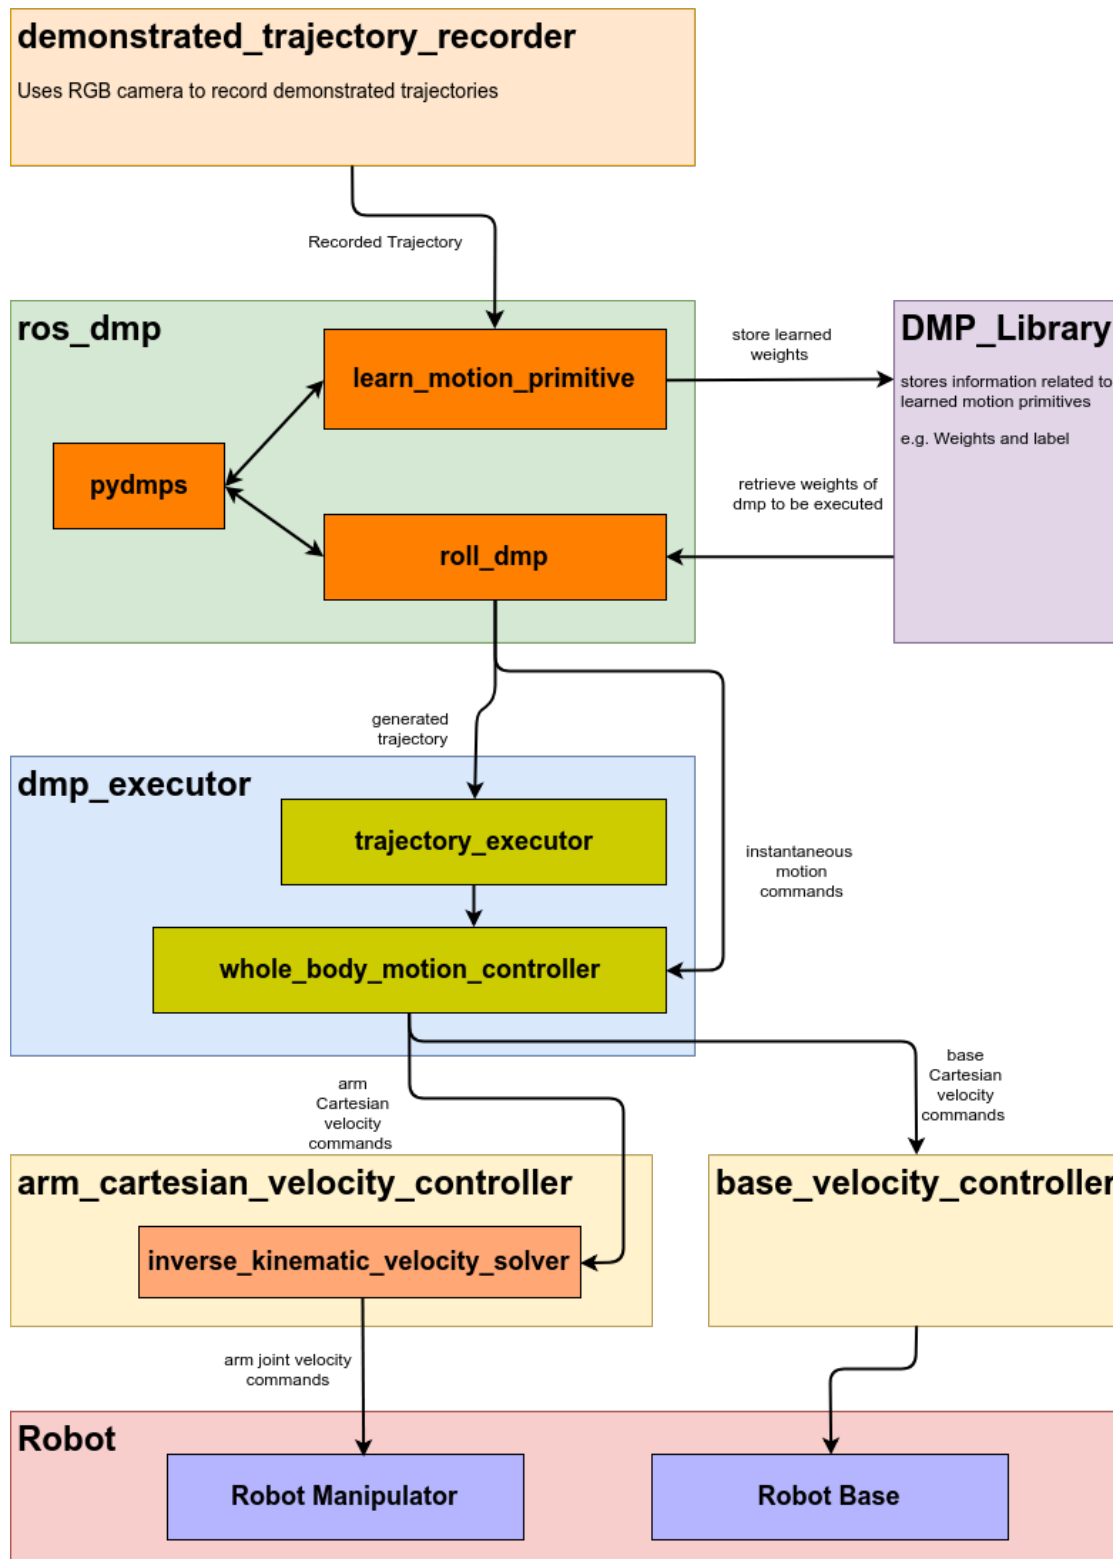 demonstrated_trajectory_recorder
Uses RGB camera to record demonstrated trajectories
Recorded Trajectory
ros_dmp
learn_motion_primitive
pydmps
roll_dmp
store learned
weights
retrieve weights of
dmp to be executed
DMP_Library
stores information related to
learned motion primitives
e.g. Weights and label
generated
trajectory
dmp_executor
trajectory_executor
whole_body_motion_controller
instantaneous
motion
commands
arm
Cartesian
velocity
commands
base
Cartesian
velocity
commands
arm_cartesian_velocity_controller
inverse_kinematic_velocity_solver
base_velocity_controller
arm joint velocity
commands
Robot
Robot Manipulator
Robot Base